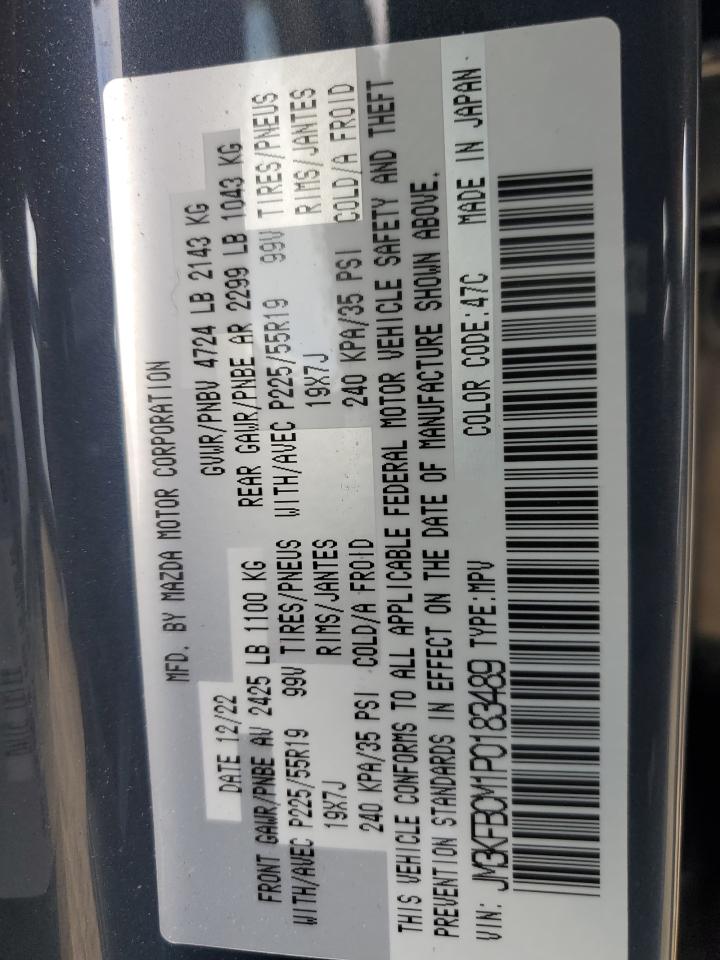 MFD. BY MAZDA MOTOR CORPORATION
DATE 12/22 GVWR/PNBV 4724 LB 2143 KG
FRONT GAWR/PNBE AV 2425 LB 1100 KG REAR GAWR/PNBE AR 2299 LB 1043 KG
WITH/AVEC P225/55R19 99V TIRES/PNEUS WITH/AVEC P225/55R19 99V TIRES/PNEUS
19X7J RIMS/JANTES 19X7J RIMS/JANTES
240 KPA/35 PSI COLD/A FROID 240 KPA/35 PSI COLD/A FROID
THIS VEHICLE CONFORMS TO ALL APPLICABLE FEDERAL MOTOR VEHICLE SAFETY AND THEFT
PREVENTION STANDARDS IN EFFECT ON THE DATE OF MANUFACTURE SHOWN ABOVE.
VIN: JM3KFBCM1P0183489 TYPE:MPV COLOR CODE:47C MADE IN JAPAN